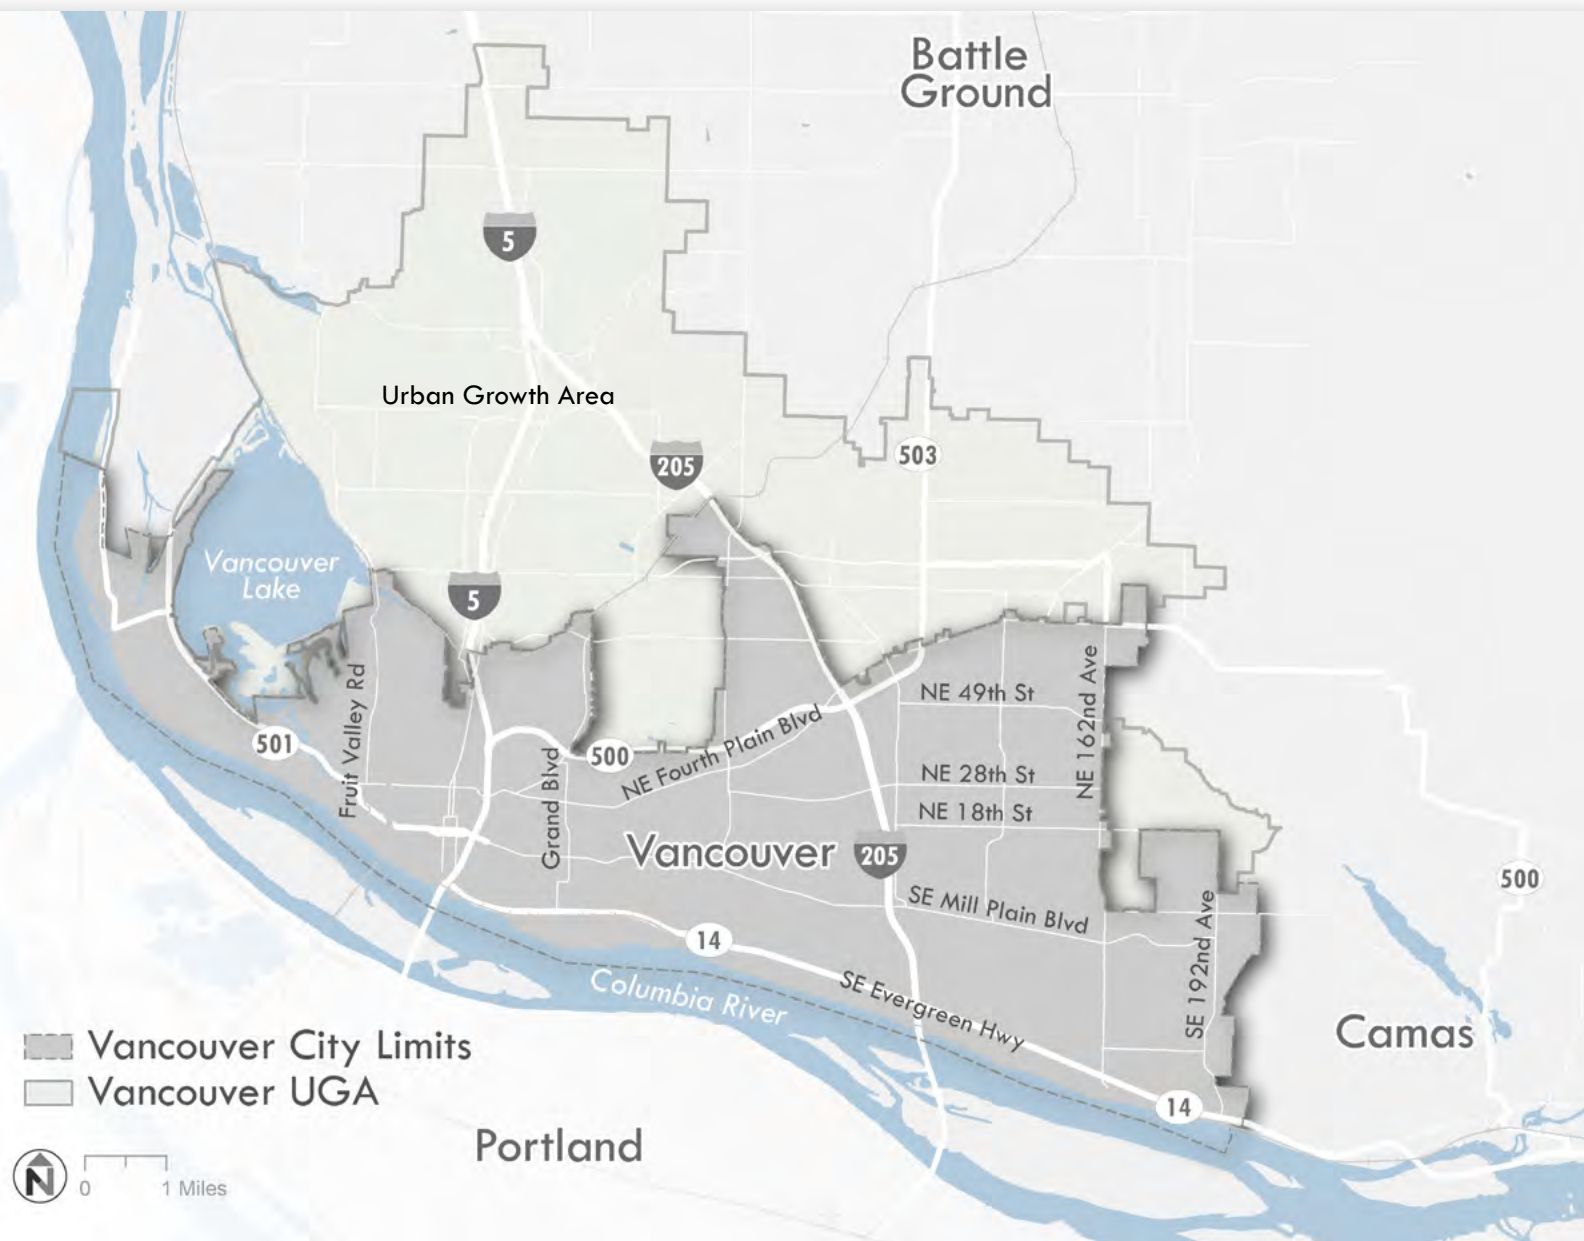 Battle
Ground
5
Urban Growth Area
205
503
Vancouver
Lake
5
NE 49th St
NE 162nd Ave
Fruit Valley Rd
501
500
NE Fourth Plain Blvd
Grand Blvd
NE 28th St
NE 18th St
Vancouver
205
500
SE Mill Plain Blvd
SE 192nd Ave
14
SE Evergreen Hwy
Columbia River
Camas
Vancouver City Limits
Vancouver UGA
14
Portland
N
0 1 Miles